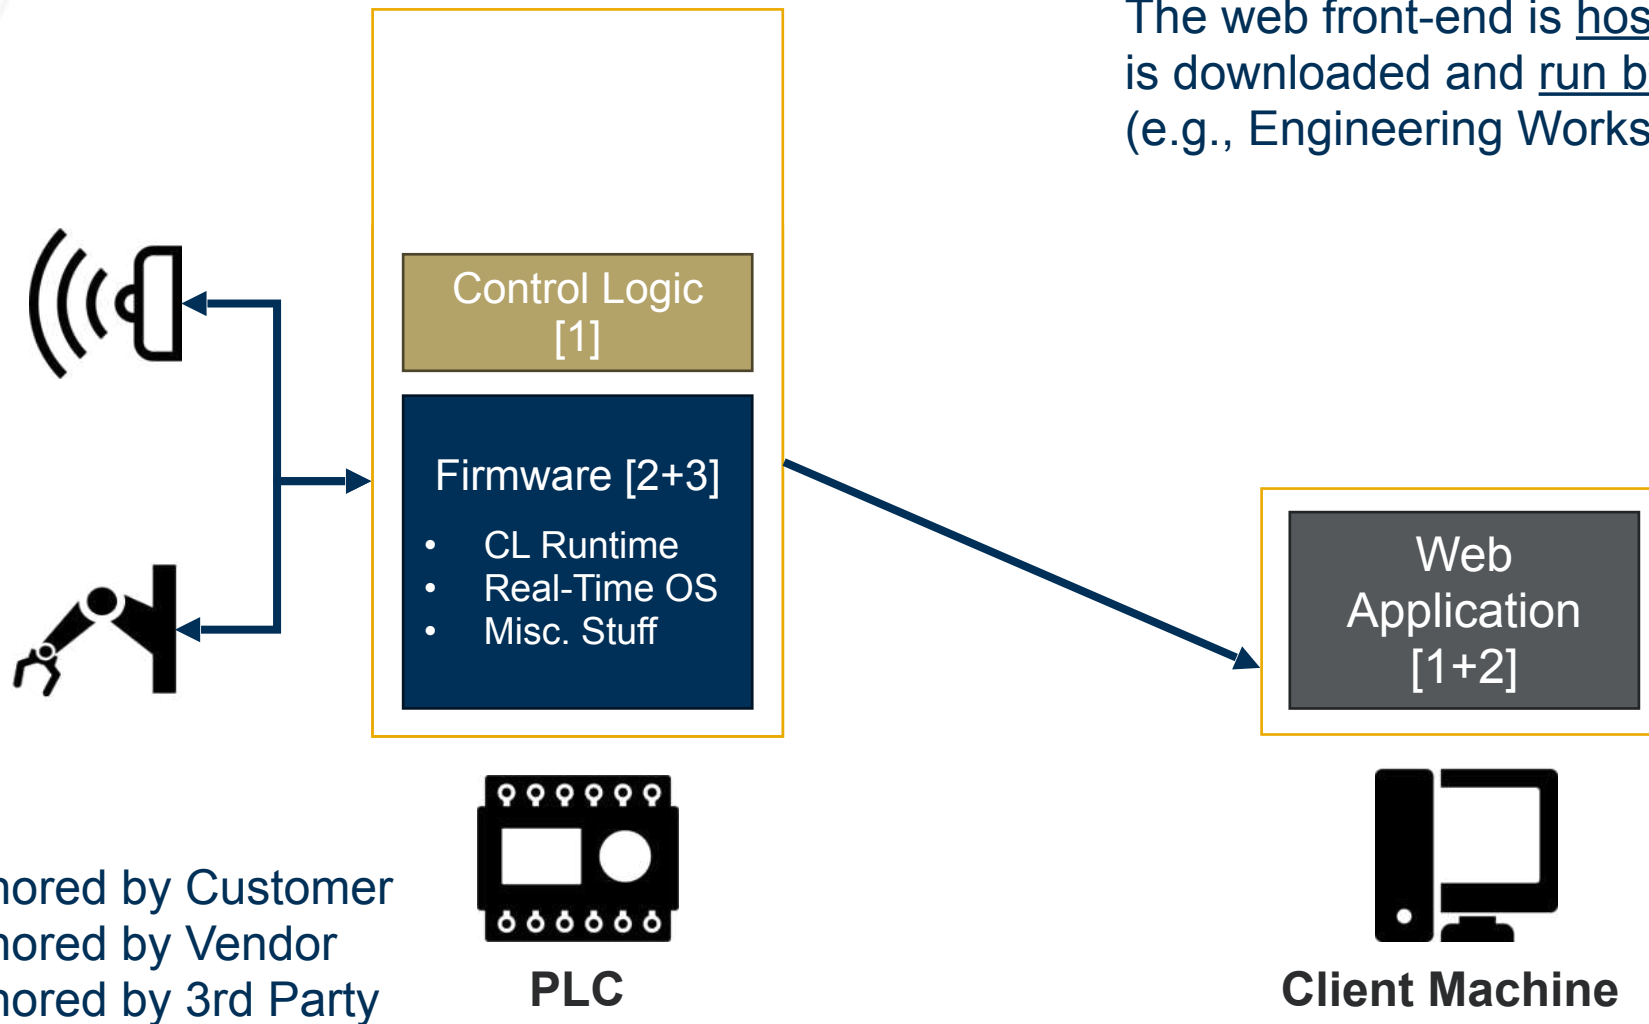 The web front-end is
is downloaded and run
(e.g., Engineering
Control Logic
[1]
Firmware [2+3]
• CL Runtime
• Real-Time OS
• Misc. Stuff
Web
Application
[1+2]
by Customer
by Vendor
by 3rd Party
PLC
Client Machine